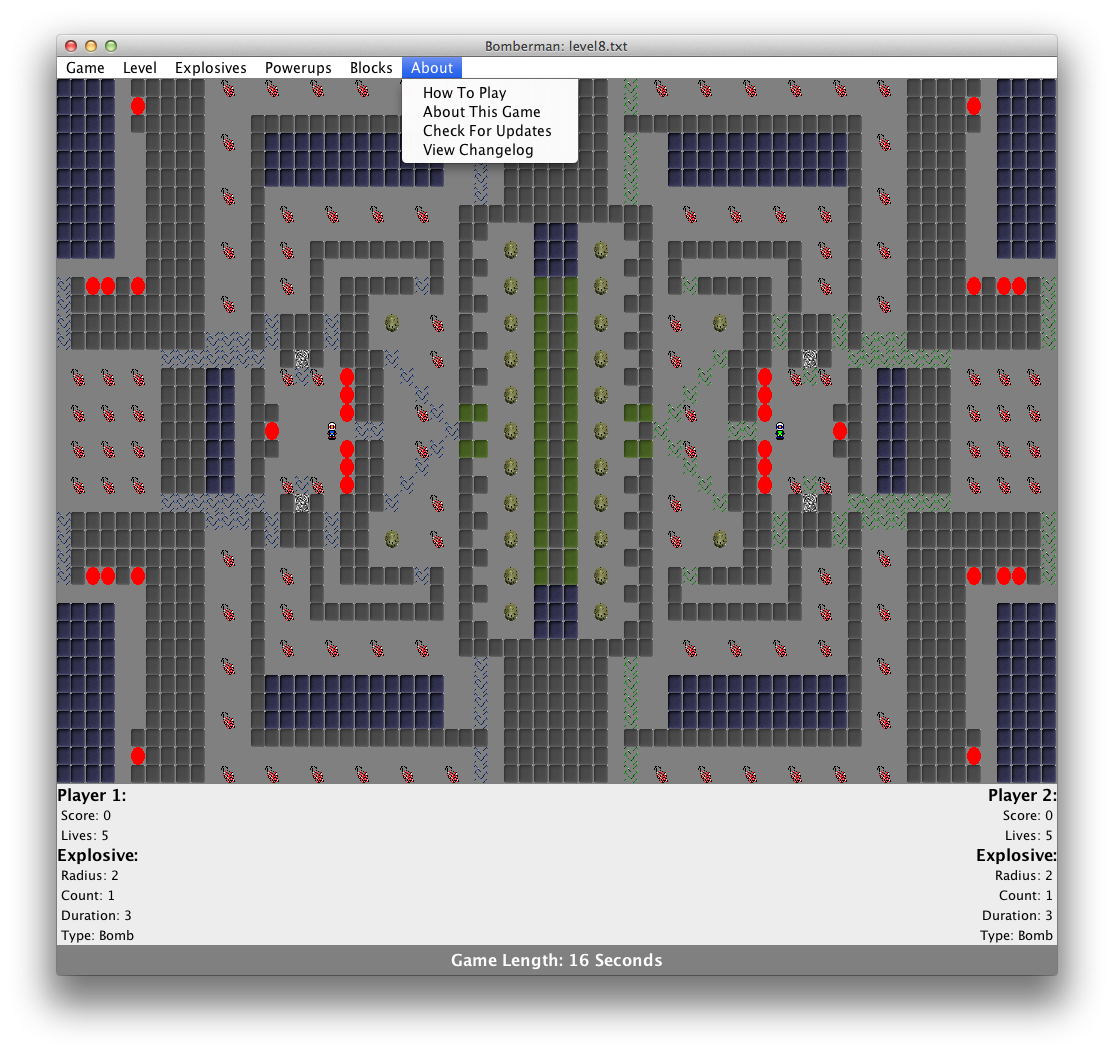 Bomberman: level8.txt
Game Level Explosives Powerups Blocks About
How To Play
About This Game
Check For Updates
View Changelog
Player 1:
Score: 0
Lives: 5
Explosive:
Radius: 2
Count: 1
Duration: 3
Type: Bomb
Player 2:
Score: 0
Lives: 5
Explosive:
Radius: 2
Count: 1
Duration: 3
Type: Bomb
Game Length: 16 Seconds